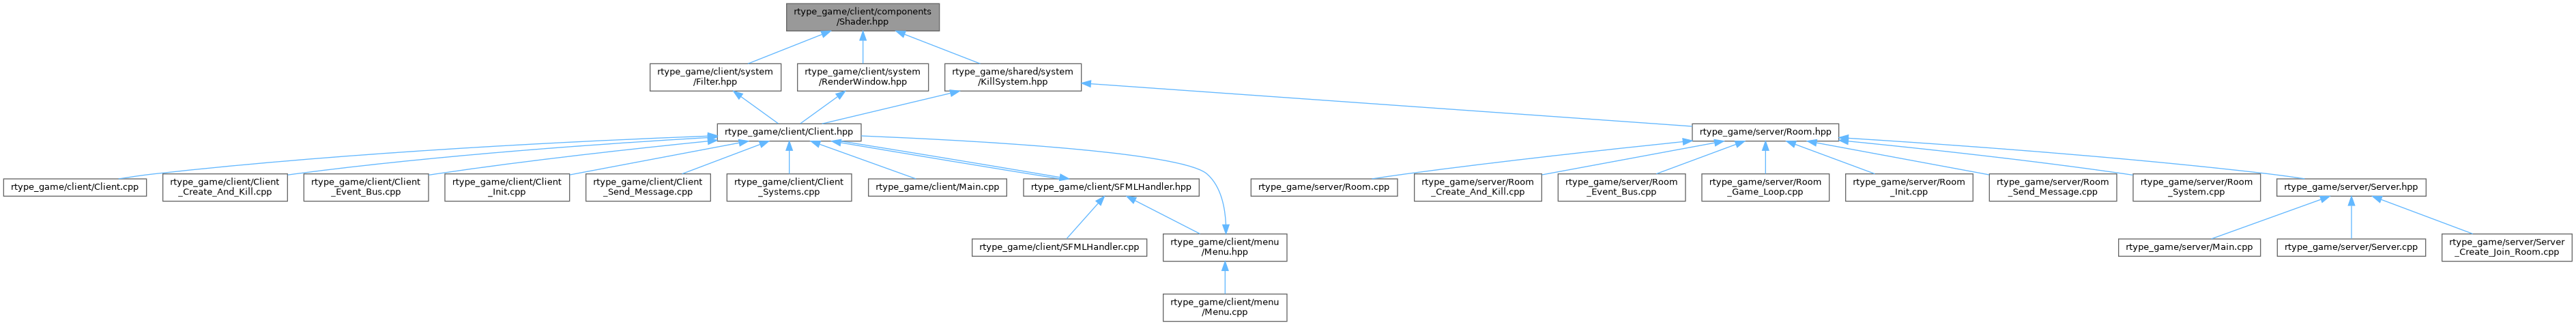 rtype_game/client/components
/Shader.hpp
rtype_game/client/system
/Filter.hpp
rtype_game/client/system
/RenderWindow.hpp
rtype_game/shared/system
/KillSystem.hpp
rtype_game/client/Client.hpp
rtype_game/server/Room.hpp
rtype_game/client/Client.cpp
rtype_game/client/Client
_Create_And_Kill.cpp
rtype_game/client/Client
_Event_Bus.cpp
rtype_game/client/Client
_Init.cpp
rtype_game/client/Client
_Send_Message.cpp
rtype_game/client/Client
_Systems.cpp
rtype_game/client/Main.cpp
rtype_game/client/SFMLHandler.hpp
rtype_game/server/Room.cpp
rtype_game/server/Room
_Create_And_Kill.cpp
rtype_game/server/Room
_Event_Bus.cpp
rtype_game/server/Room
_Game_Loop.cpp
rtype_game/server/Room
_Init.cpp
rtype_game/server/Room
_Send_Message.cpp
rtype_game/server/Room
_System.cpp
rtype_game/server/Server.hpp
rtype_game/client/SFMLHandler.cpp
rtype_game/client/menu
/Menu.hpp
rtype_game/server/Main.cpp
rtype_game/server/Server.cpp
rtype_game/server/Server
_Create_Join_Room.cpp
rtype_game/client/menu
/Menu.cpp